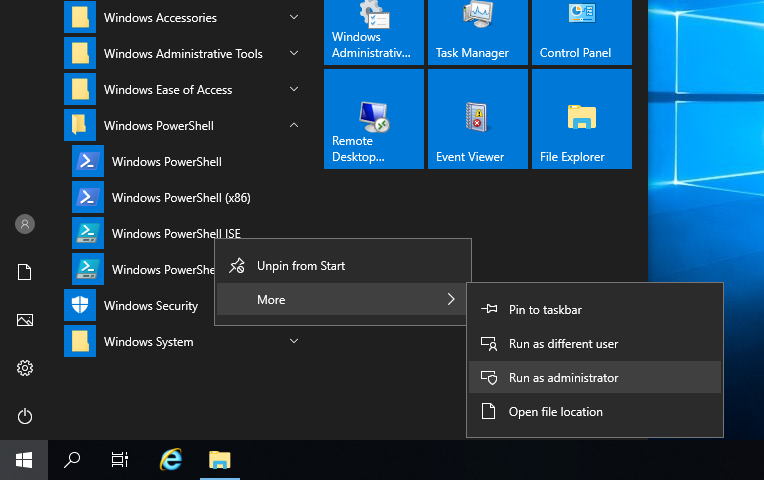 Windows Accessories
Windows Administrative Tools
Windows Ease of Access
Windows PowerShell
Windows PowerShell
Windows PowerShell (x86)
Windows PowerShell ISE
Windows PowerShe
Windows Security
Windows System
Windows
Administrativ...
Task Manager
Control Panel
Remote
Desktop...
Event Viewer
File Explorer
Unpin from Start
More
Pin to taskbar
Run as different user
Run as administrator
Open file location